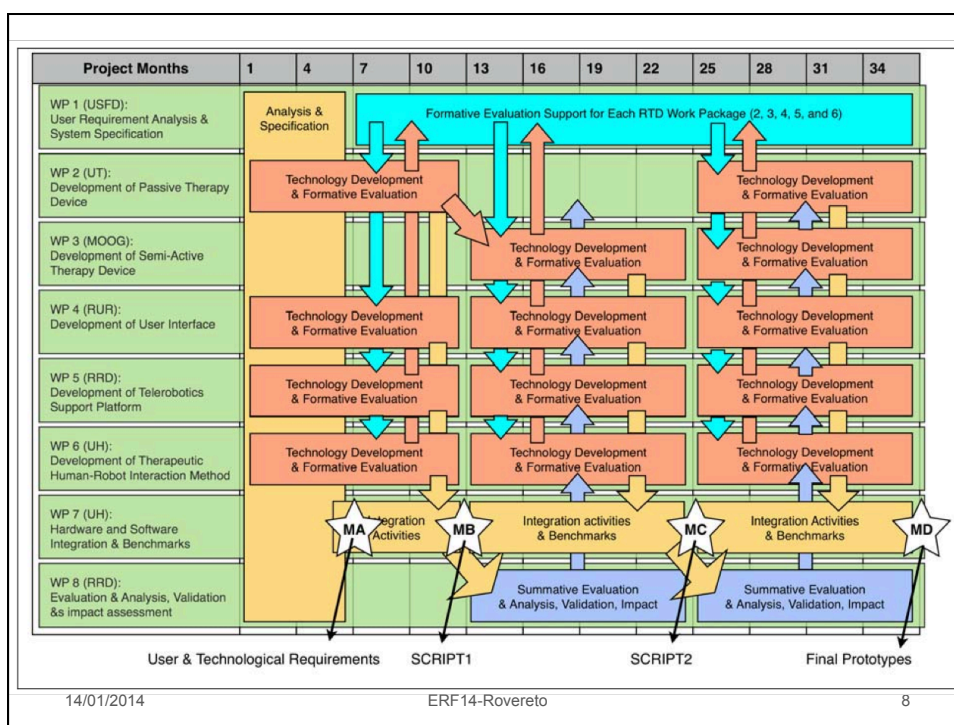 Project Months 1 4 7 10 13 16 19 22 25 28 31 34
WP 1 (USFD):
User Requirement Analysis &
System Specification
Analysis &
Specification
Formative Evaluation Support for Each RTD Work Package (2, 3, 4, 5, and 6)
WP 2 (UT):
Development of Passive Therapy
Device
Technology Development
& Formative Evaluation
Technology Development
& Formative Evaluation
WP 3 (MOOG):
Development of Semi-Active
Therapy Device
Technology Development
& Formative Evaluation
Technology Development
& Formative Evaluation
WP 4 (RUR):
Development of User Interface
Technology Development
& Formative Evaluation
Technology Development
& Formative Evaluation
Technology Development
& Formative Evaluation
WP 5 (RRD):
Development of Telerobotics
Support Platform
Technology Development
& Formative Evaluation
Technology Development
& Formative Evaluation
Technology Development
& Formative Evaluation
WP 6 (UH):
Development of Therapeutic
Human-Robot Interaction Method
Technology Development
& Formative Evaluation
Technology Development
& Formative Evaluation
Technology Development
& Formative Evaluation
WP 7 (UH):
Hardware and Software
Integration & Benchmarks
MA
Integration
Activities
MB
Integration activities
& Benchmarks
MC
Integration Activities
& Benchmarks
MD
WP 8 (RRD):
Evaluation & Analysis, Validation
&s impact assessment
Summative Evaluation
& Analysis, Validation, Impact
Summative Evaluation
& Analysis, Validation, Impact
User & Technological Requirements
SCRIPT1
SCRIPT2
Final Prototypes
14/01/2014
ERF14-Rovereto
8